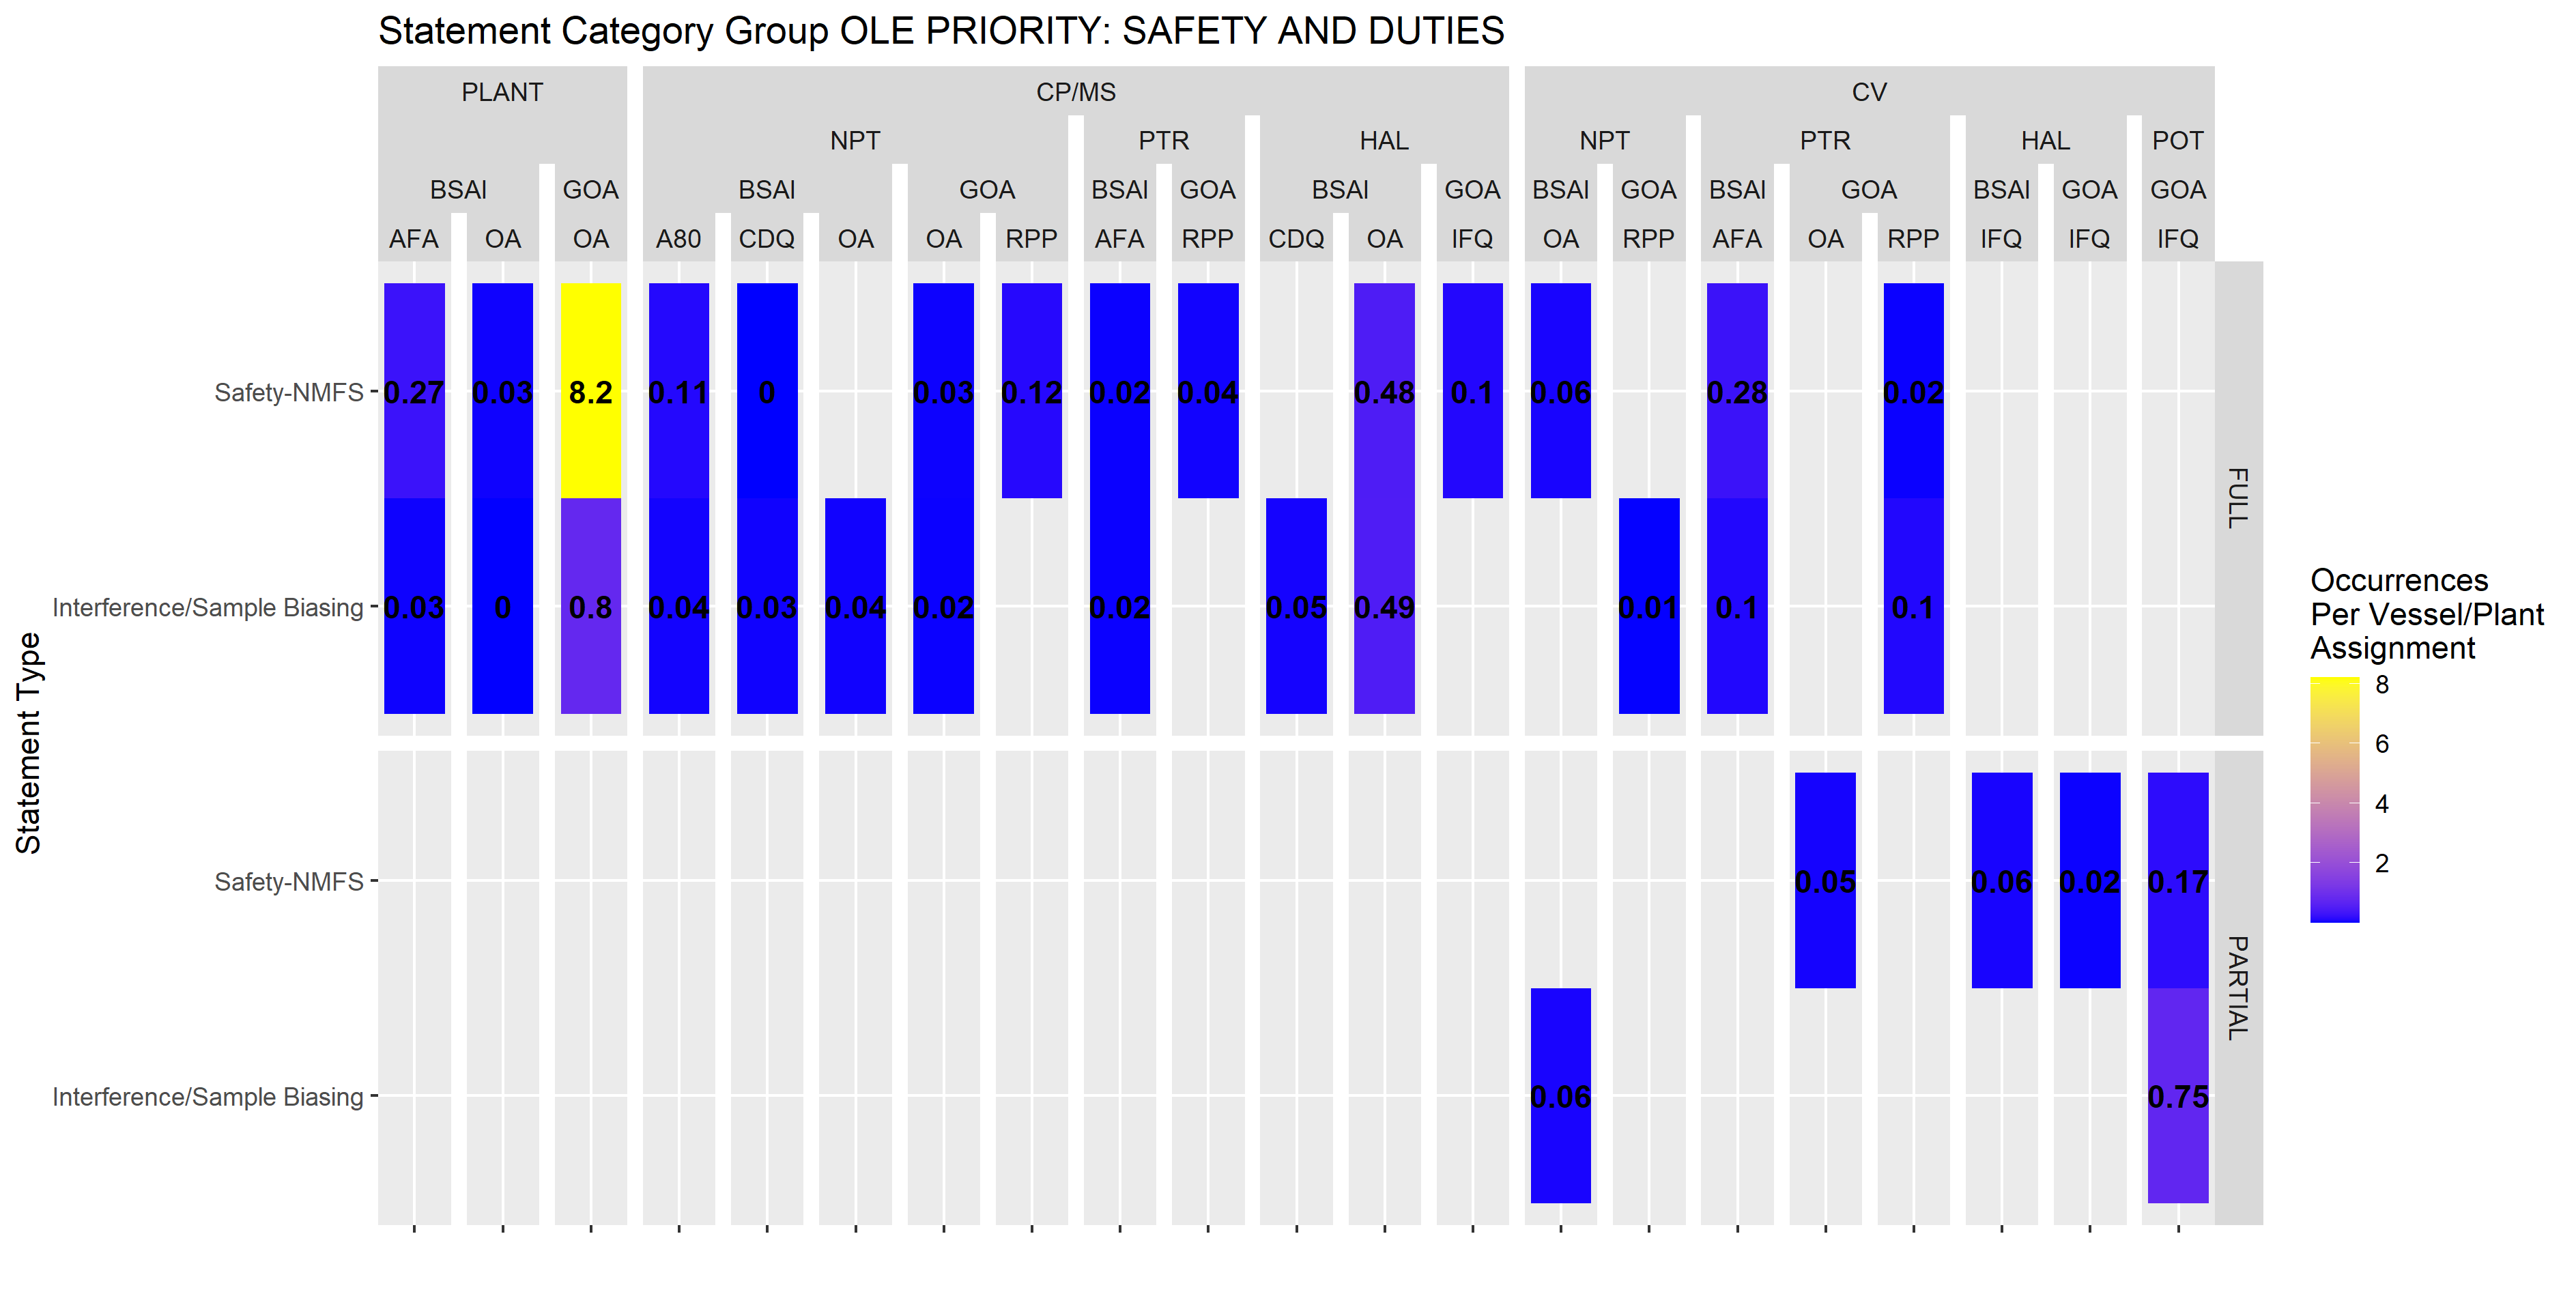 Statement Category Group OLE PRIORITY: SAFETY AND DUTIES
PLANT CP/MS CV
NPT PTR HAL NPT PTR HAL POT
BSAI GOA BSAI GOA BSAI GOA BSAI GOA BSAI GOA BSAI GOA BSAI GOA GOA
AFA OA OA A80 CDQ OA OA RPP AFA RPP CDQ OA IFQ OA RPP AFA OA RPP IFQ IFQ IFQ
Safety-NMFS 0.27 0.03 8.2 0.11 0 0.03 0.12 0.02 0.04 0.48 0.1 0.06 0.28 0.02
FULL
Interference/Sample Biasing 0.03 0 0.8 0.04 0.03 0.04 0.02 0.02 0.05 0.49 0.01 0.1 0.1
Safety-NMFS 0.05 0.06 0.02 0.17
PARTIAL
Interference/Sample Biasing 0.06 0.75
Statement Type
Occurrences
Per Vessel/Plant
Assignment
8
6
4
2